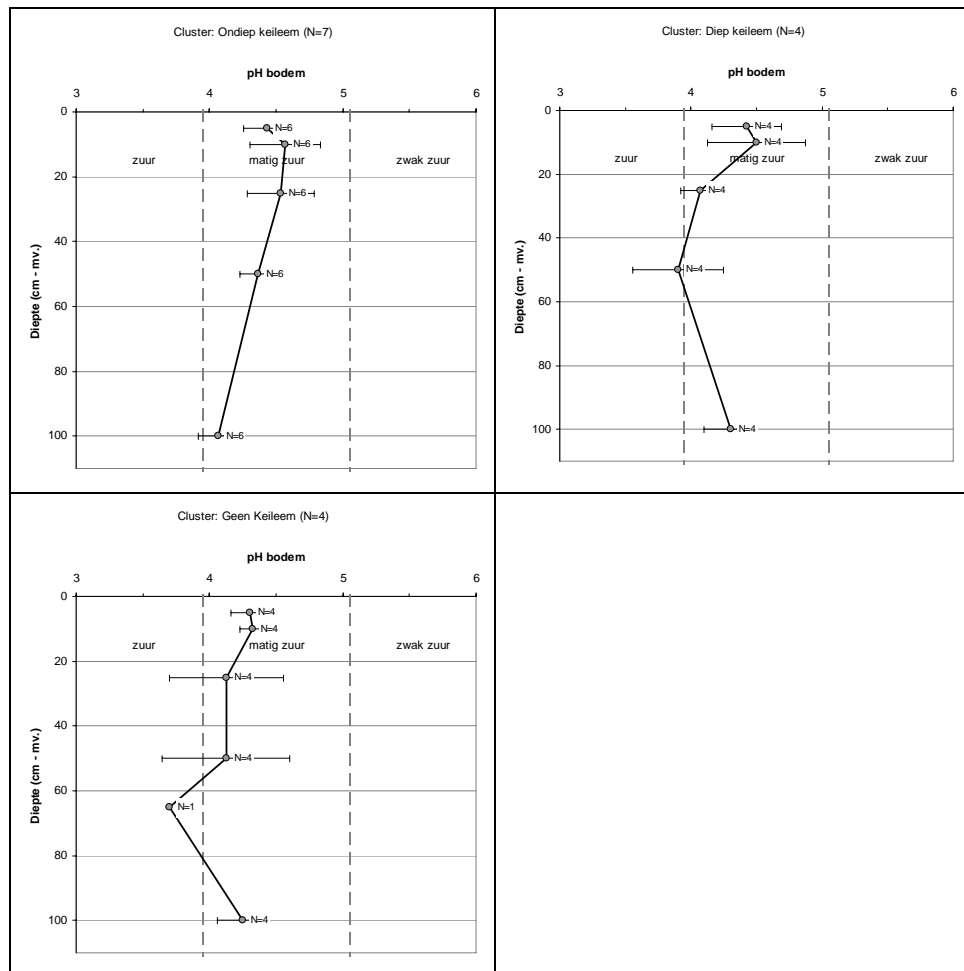 Cluster: Ondiep keileem (N=7)
pH bodem
3 4 5 6
0
N=6
N=6
zuur matig zuur zwak zuur
20
N=6
40
N=6
60
80
100
N=6
Diepte (cm - mv.)
Cluster: Diep keileem (N=4)
pH bodem
3 4 5 6
0
N=4
N=4
zuur matig zuur zwak zuur
20
N=4
40
N=4
60
80
100
N=4
Diepte (cm - mv.)
Cluster: Geen Keileem (N=4)
pH bodem
3 4 5 6
0
N=4
N=4
zuur matig zuur zwak zuur
20
N=4
40
N=4
60
N=1
80
100
N=4
Diepte (cm - mv.)